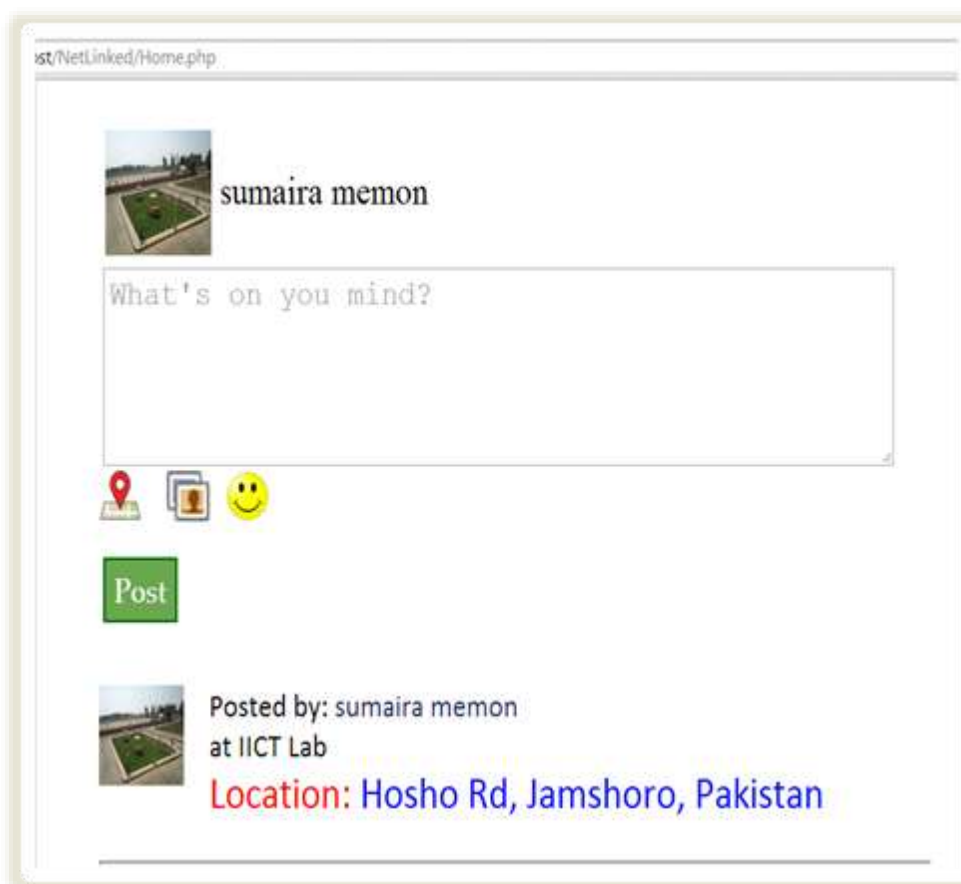 st/NetLinked/Home.php
sumaira memon
What's on you mind?
Post
Posted by: sumaira memon
at IICT Lab
Location: Hosho Rd, Jamshoro, Pakistan